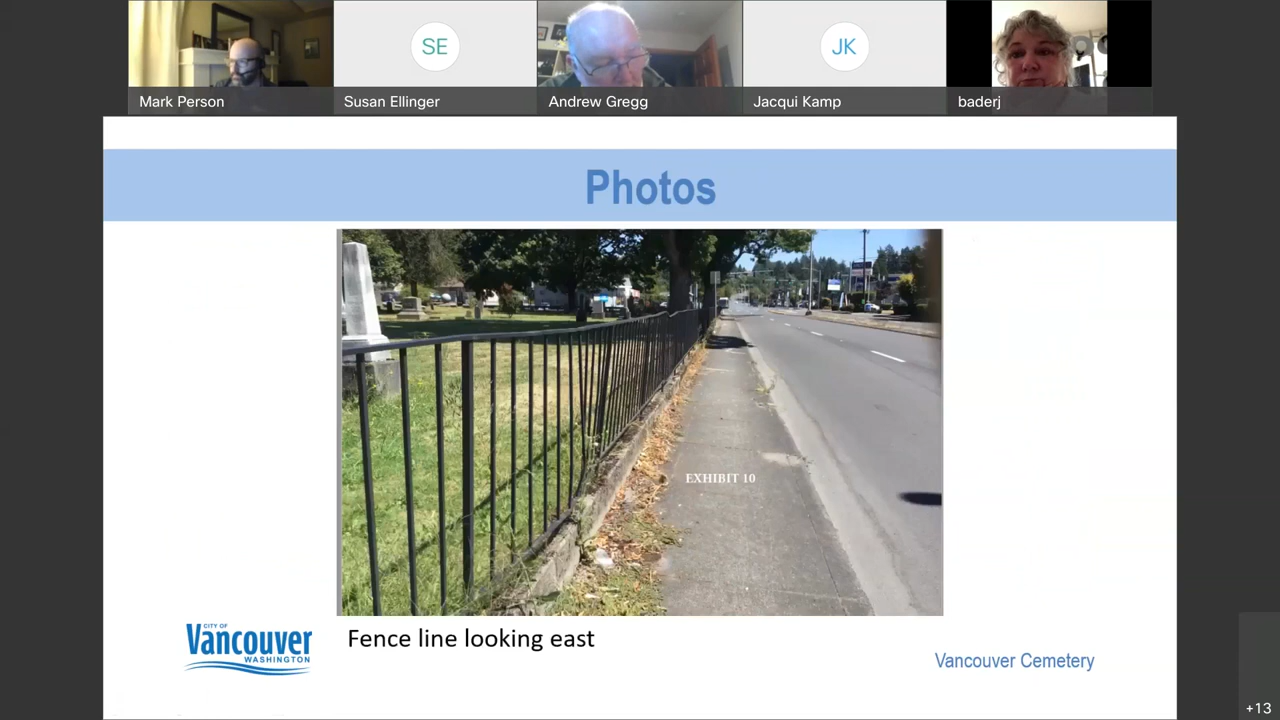 SE
JK
Mark Person
Susan Ellinger
Andrew Gregg
Jacqui Kamp
baderj
Photos
EXHIBIT 10
CITY OF
Vancouver
WASHINGTON
Fence line looking east
Vancouver Cemetery
+13